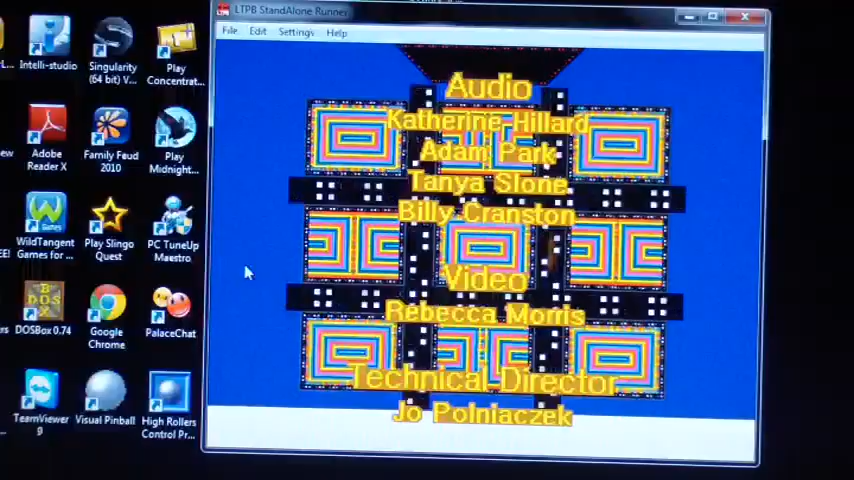 LTPB StandAlone Runner
File Edit Settings Help
Audio
Katherine Hillard
Adam Park
Tanya Slone
Billy Cranston
Video
Rebecca Morris
Technical Director
Jo Polniaczek
Intelli-studio
Singularity
(64 bit) V...
Play
Concentrat...
Adobe
Reader X
Family Feud
2010
Play
Midnight...
WildTangent
Games for ...
Play Slingo
Quest
PC TuneUp
Maestro
DOSBox 0.74
Google
Chrome
PalaceChat
TeamViewer
9
Visual Pinball
High Rollers
Control Pr...